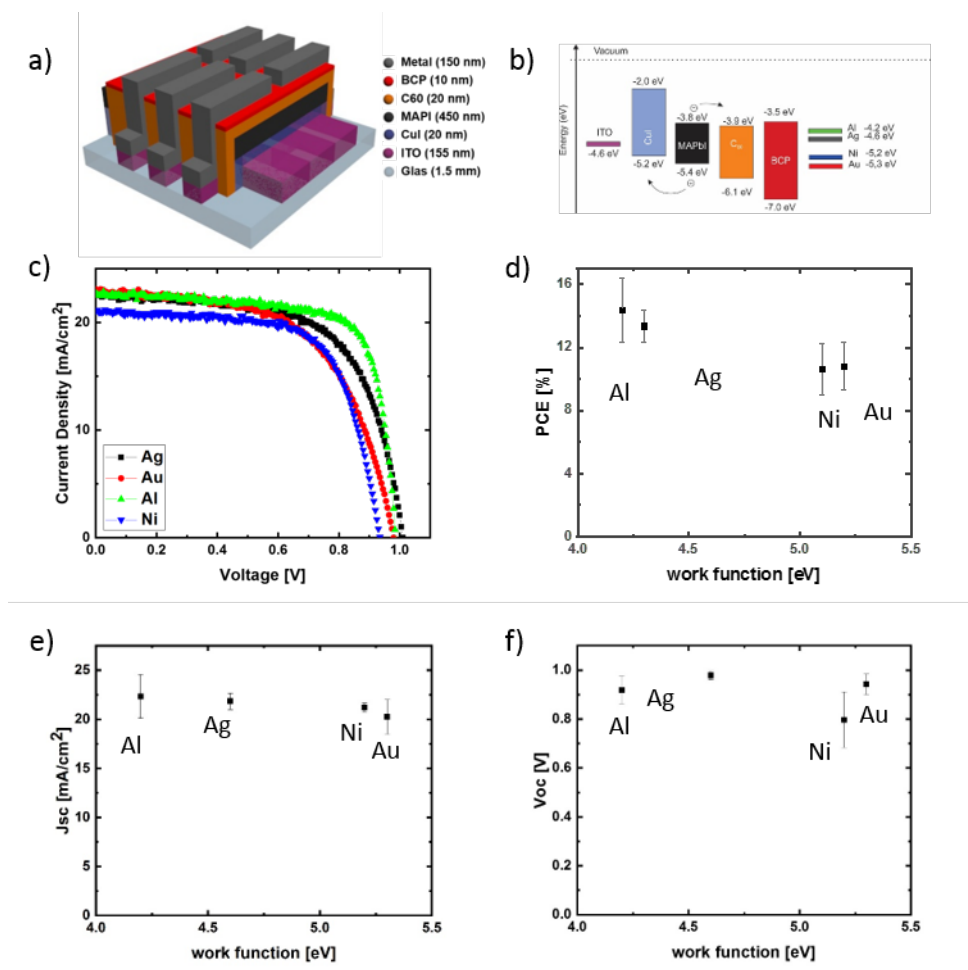 a)
Metal (150 nm)
BCP (10 nm)
C60 (20 nm)
MAPI (450 nm)
CuI (20 nm)
ITO (155 nm)
Glas (1.5 mm)
b)
Vacuum
Energy (eV)
ITO
-4.6 eV
-2.0 eV
CuI
-5.2 eV
-3.8 eV
MAPbI
-5.4 eV
-3.9 eV
-6.1 eV
-3.5 eV
BCP
-7.0 eV
Al -4.2 eV
Ag -4.6 eV
Ni -5,2 eV
Au -5,3 eV
c)
Current Density [mA/cm²]
20
10
0
Ag
Au
Al
Ni
0.0 0.2 0.4 0.6 0.8 1.0
Voltage [V]
d)
PCE [%]
16
12
8
4
0
Al
Ag
Ni
Au
4.0 4.5 5.0 5.5
work function [eV]
e)
Jsc [mA/cm²]
25
20
15
10
5
0
Al
Ag
Ni
Au
4.0 4.5 5.0 5.5
work function [eV]
f)
Voc [V]
1.0
0.8
0.6
0.4
0.2
0.0
Al
Ag
Ni
Au
4.0 4.5 5.0 5.5
work function [eV]